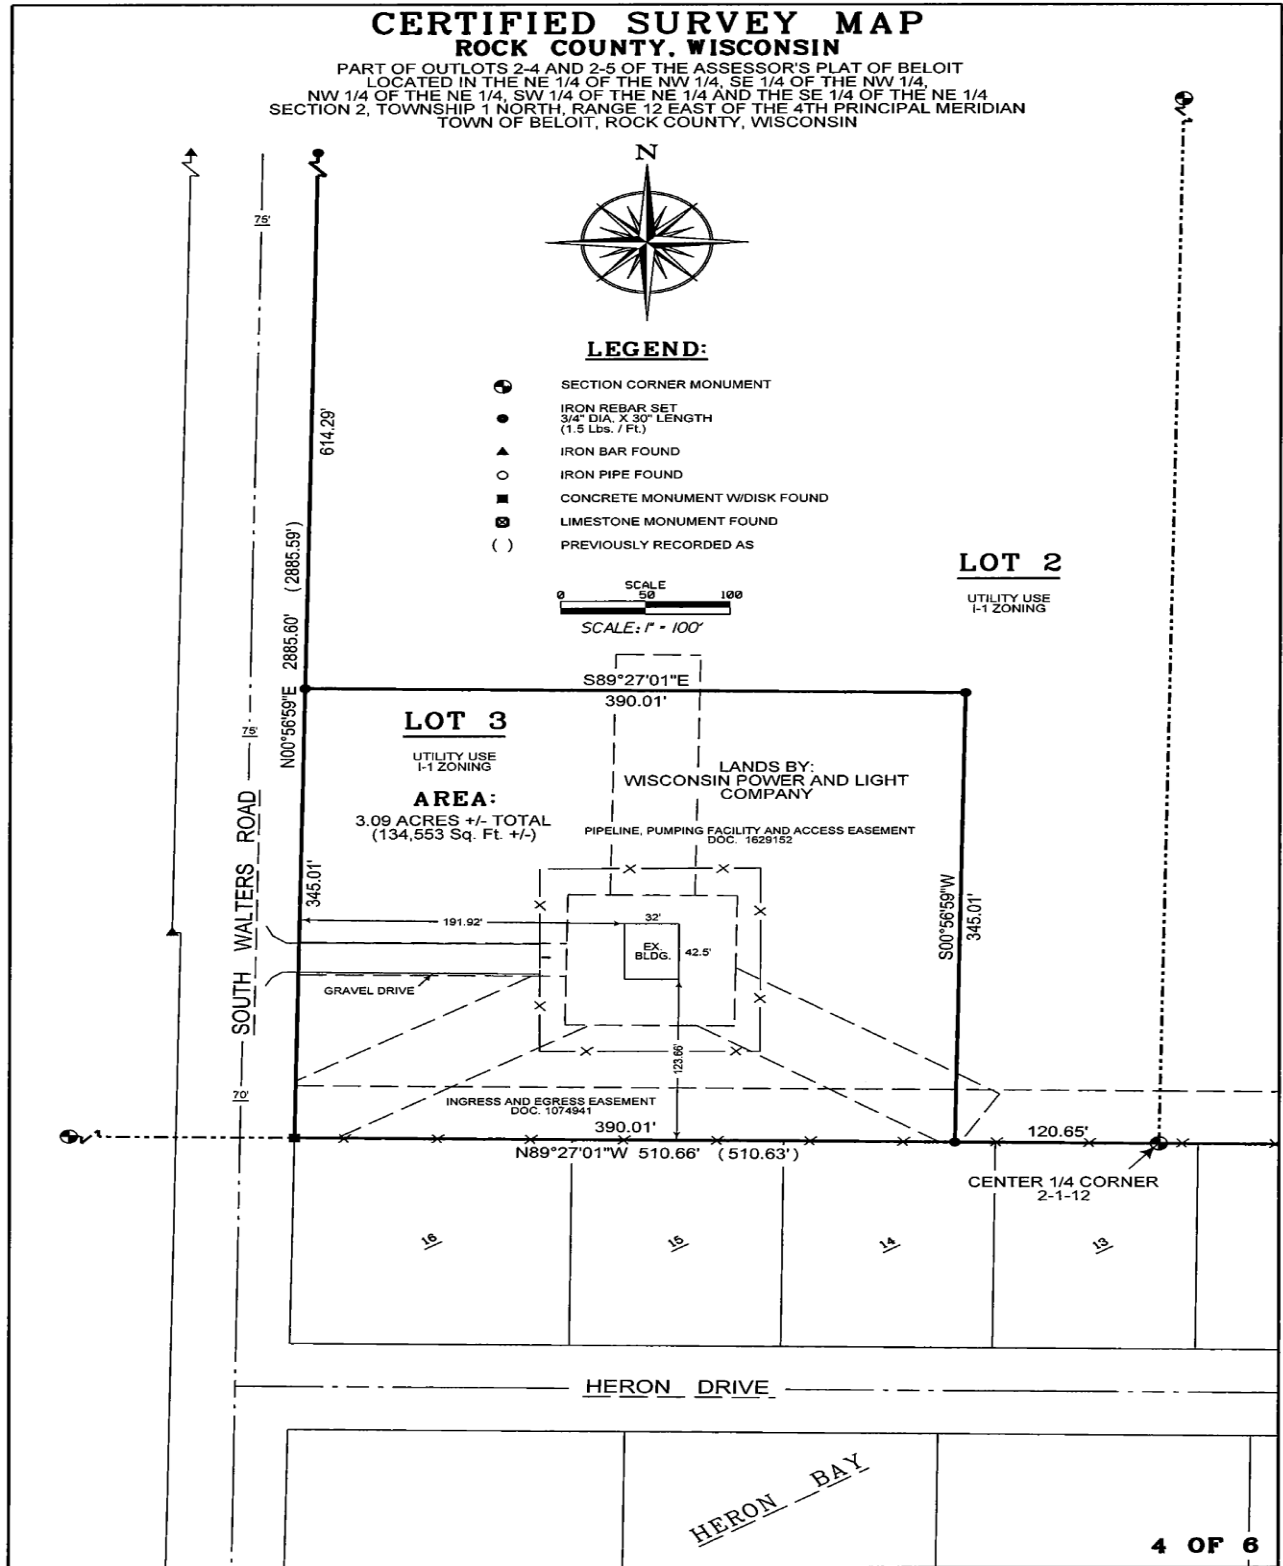 CERTIFIED SURVEY MAP
ROCK COUNTY, WISCONSIN
PART OF OUTLOTS 2-4 AND 2-5 OF THE ASSESSOR'S PLAT OF BELOIT
LOCATED IN THE NE 1/4 OF THE NW 1/4, SE 1/4 OF THE NW 1/4,
NW 1/4 OF THE NE 1/4, SW 1/4 OF THE NE 1/4 AND THE SE 1/4 OF THE NE 1/4
SECTION 2, TOWNSHIP 1 NORTH, RANGE 12 EAST OF THE 4TH PRINCIPAL MERIDIAN
TOWN OF BELOIT, ROCK COUNTY, WISCONSIN
N
75'
614.29'
LEGEND:
SECTION CORNER MONUMENT
IRON REBAR SET
3/4" DIA. X 30" LENGTH
(1.5 Lbs. / Ft.)
IRON BAR FOUND
IRON PIPE FOUND
CONCRETE MONUMENT W/DISK FOUND
LIMESTONE MONUMENT FOUND
( ) PREVIOUSLY RECORDED AS
SCALE
0 50 100
SCALE: 1" = 100'
LOT 2
UTILITY USE
I-1 ZONING
N00°56'59"E 2885.60' (2885.59')
S89°27'01"E
390.01'
LOT 3
UTILITY USE
I-1 ZONING
AREA:
3.09 ACRES +/- TOTAL
(134,553 Sq. Ft. +/-)
LANDS BY:
WISCONSIN POWER AND LIGHT
COMPANY
PIPELINE, PUMPING FACILITY AND ACCESS EASEMENT
DOC. 1629152
75'
SOUTH WALTERS ROAD
345.01'
191.92'
32'
EX.
BLDG.
42.5'
GRAVEL DRIVE
123.66'
S00°56'59"W
345.01'
70'
INGRESS AND EGRESS EASEMENT
DOC. 1074941
390.01'
N89°27'01"W 510.66' (510.63')
120.65'
CENTER 1/4 CORNER
2-1-12
16
15
14
13
HERON DRIVE
HERON BAY
4 OF 6